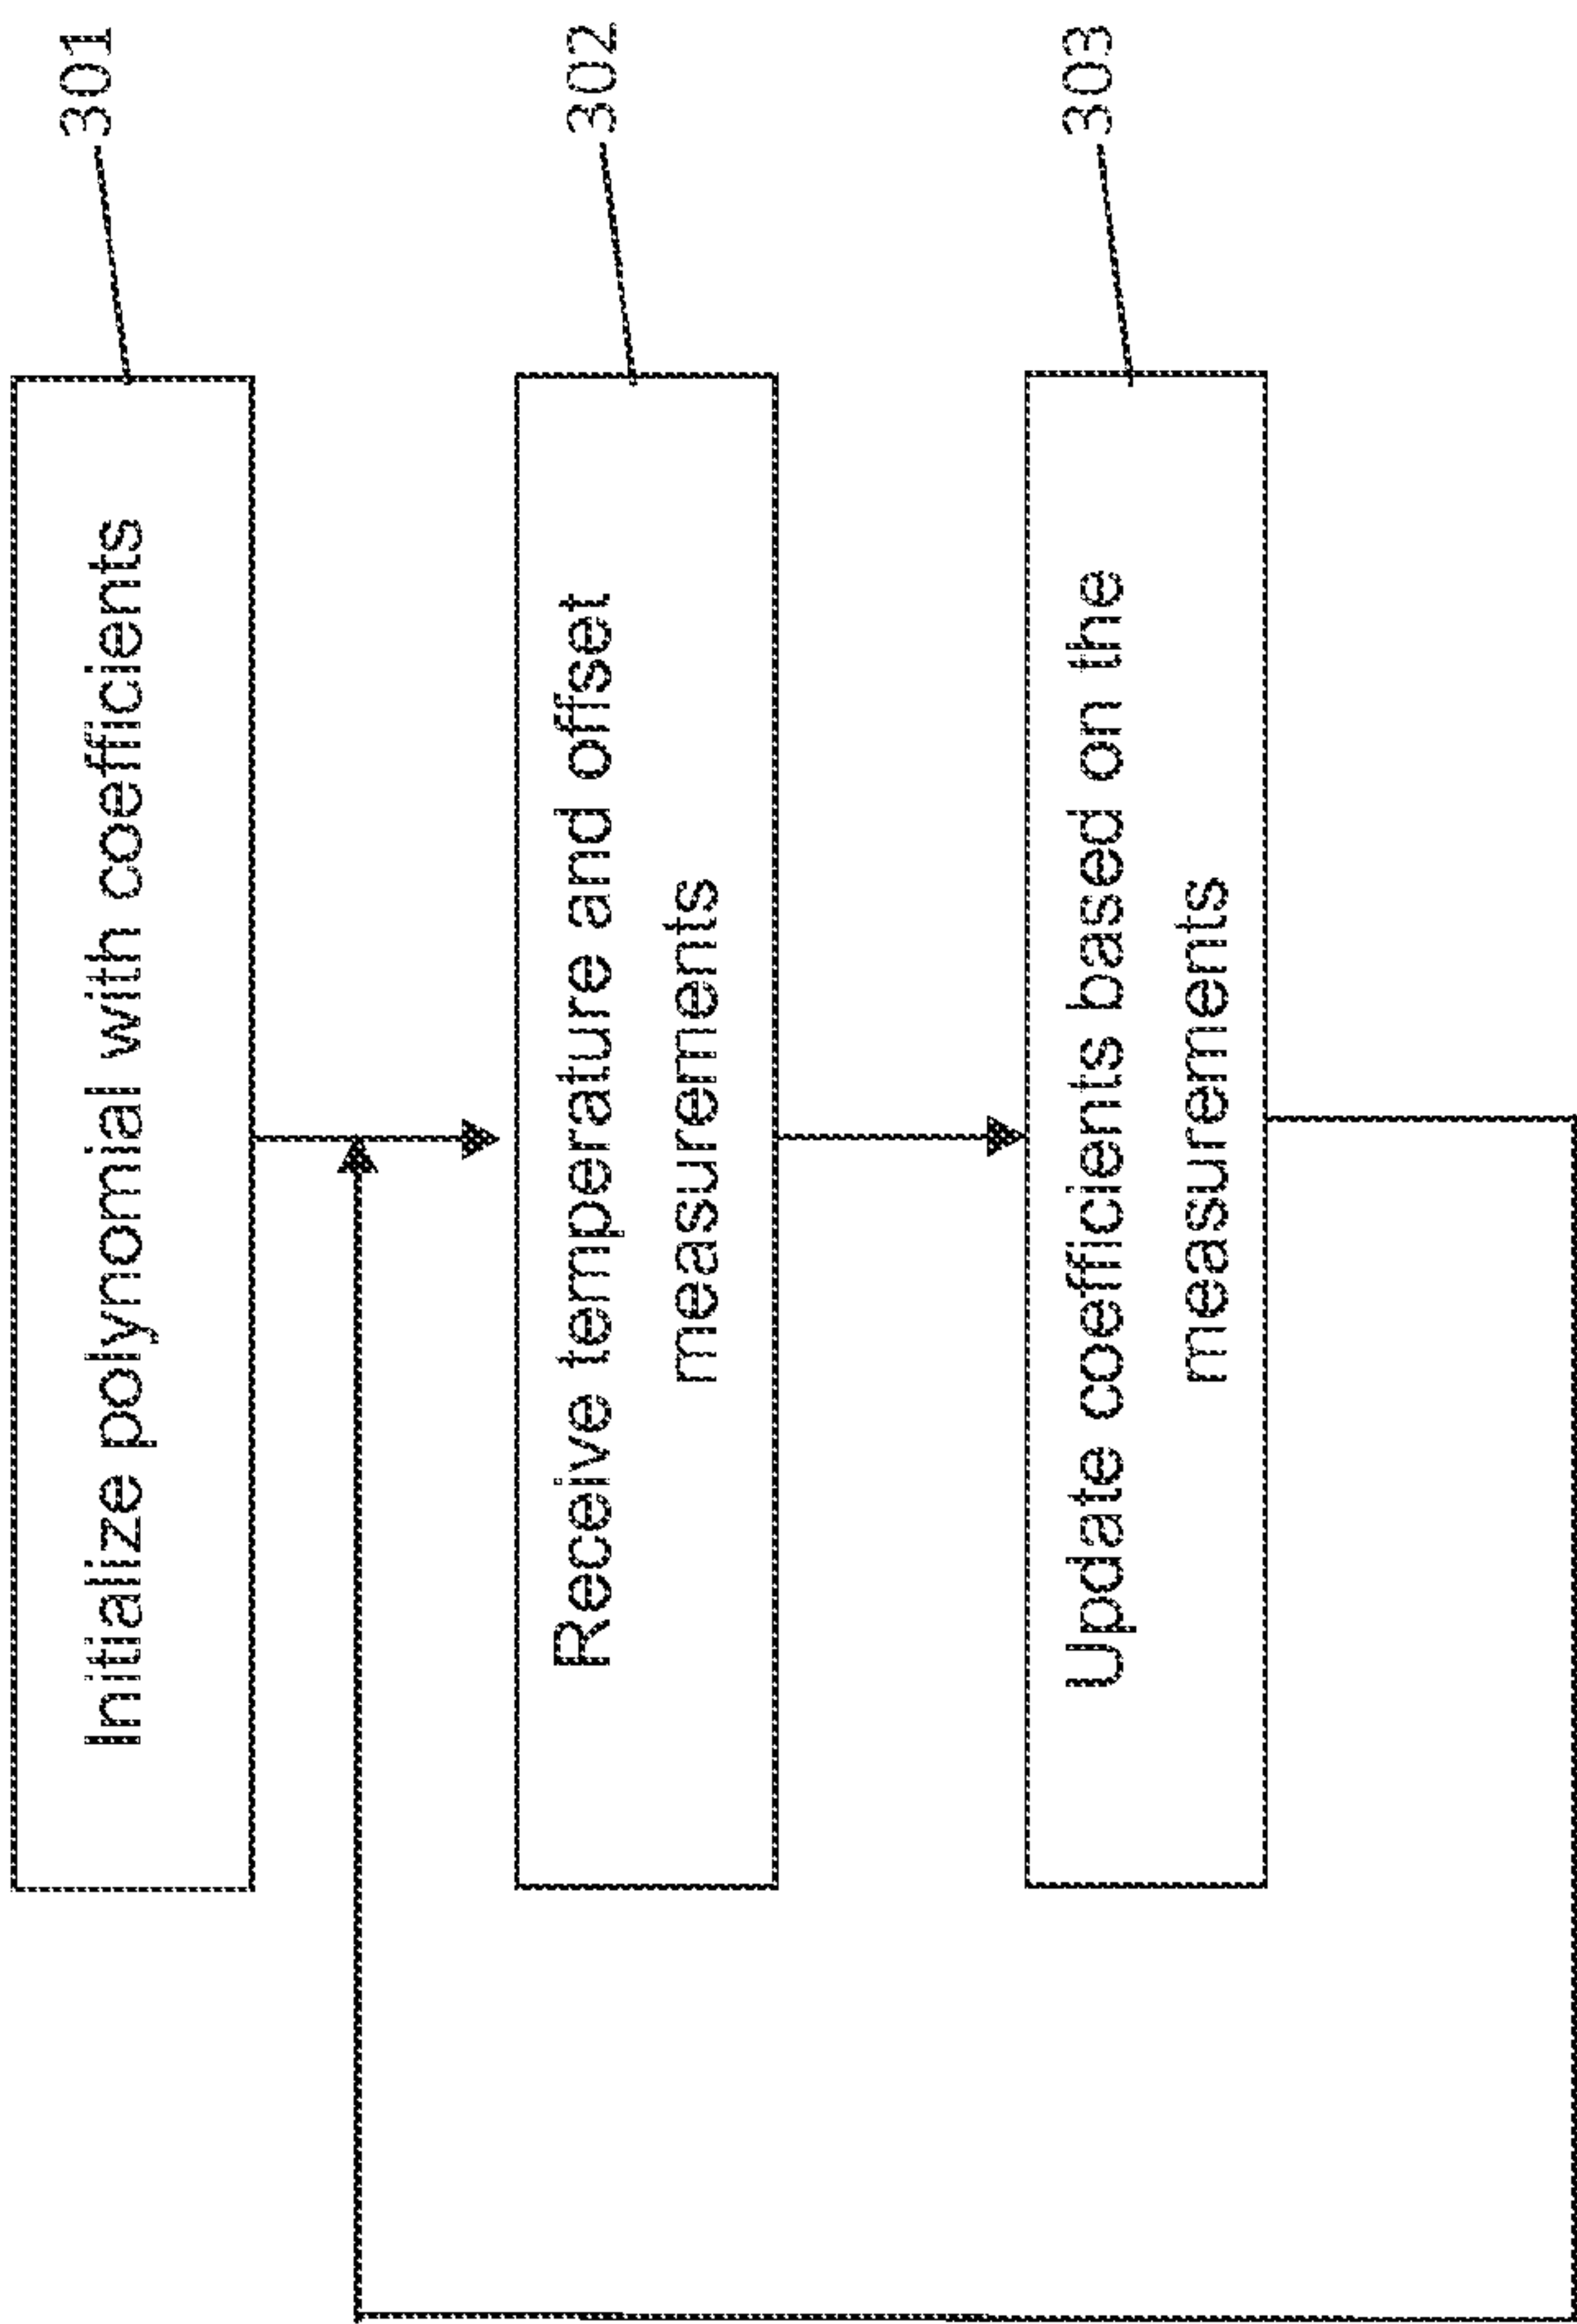 Initialize polynomial with coefficients
301
Receive temperature and offset
measurements
302
Update coefficients based on the
measurements
303